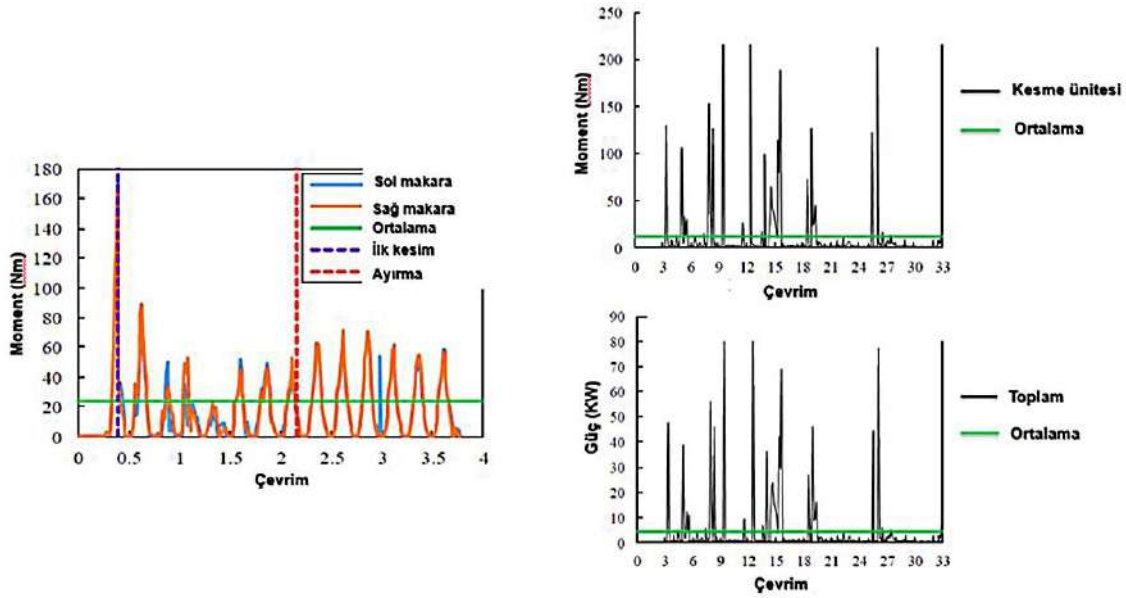 180
160
140
120
100
80
60
40
20
0
Moment (Nm)
0 0.5 1 1.5 2 2.5 3 3.5 4
Çevrim
Sol makara
Sağ makara
Ortalama
İlk kesim
Ayırma
250
200
150
100
50
0
Moment (Nm)
0 3 6 9 12 15 18 21 24 27 30 33
Çevrim
Kesme ünitesi
Ortalama
90
80
70
60
50
40
30
20
10
0
Güç (KW)
0 3 6 9 12 15 18 21 24 27 30 33
Çevrim
Toplam
Ortalama